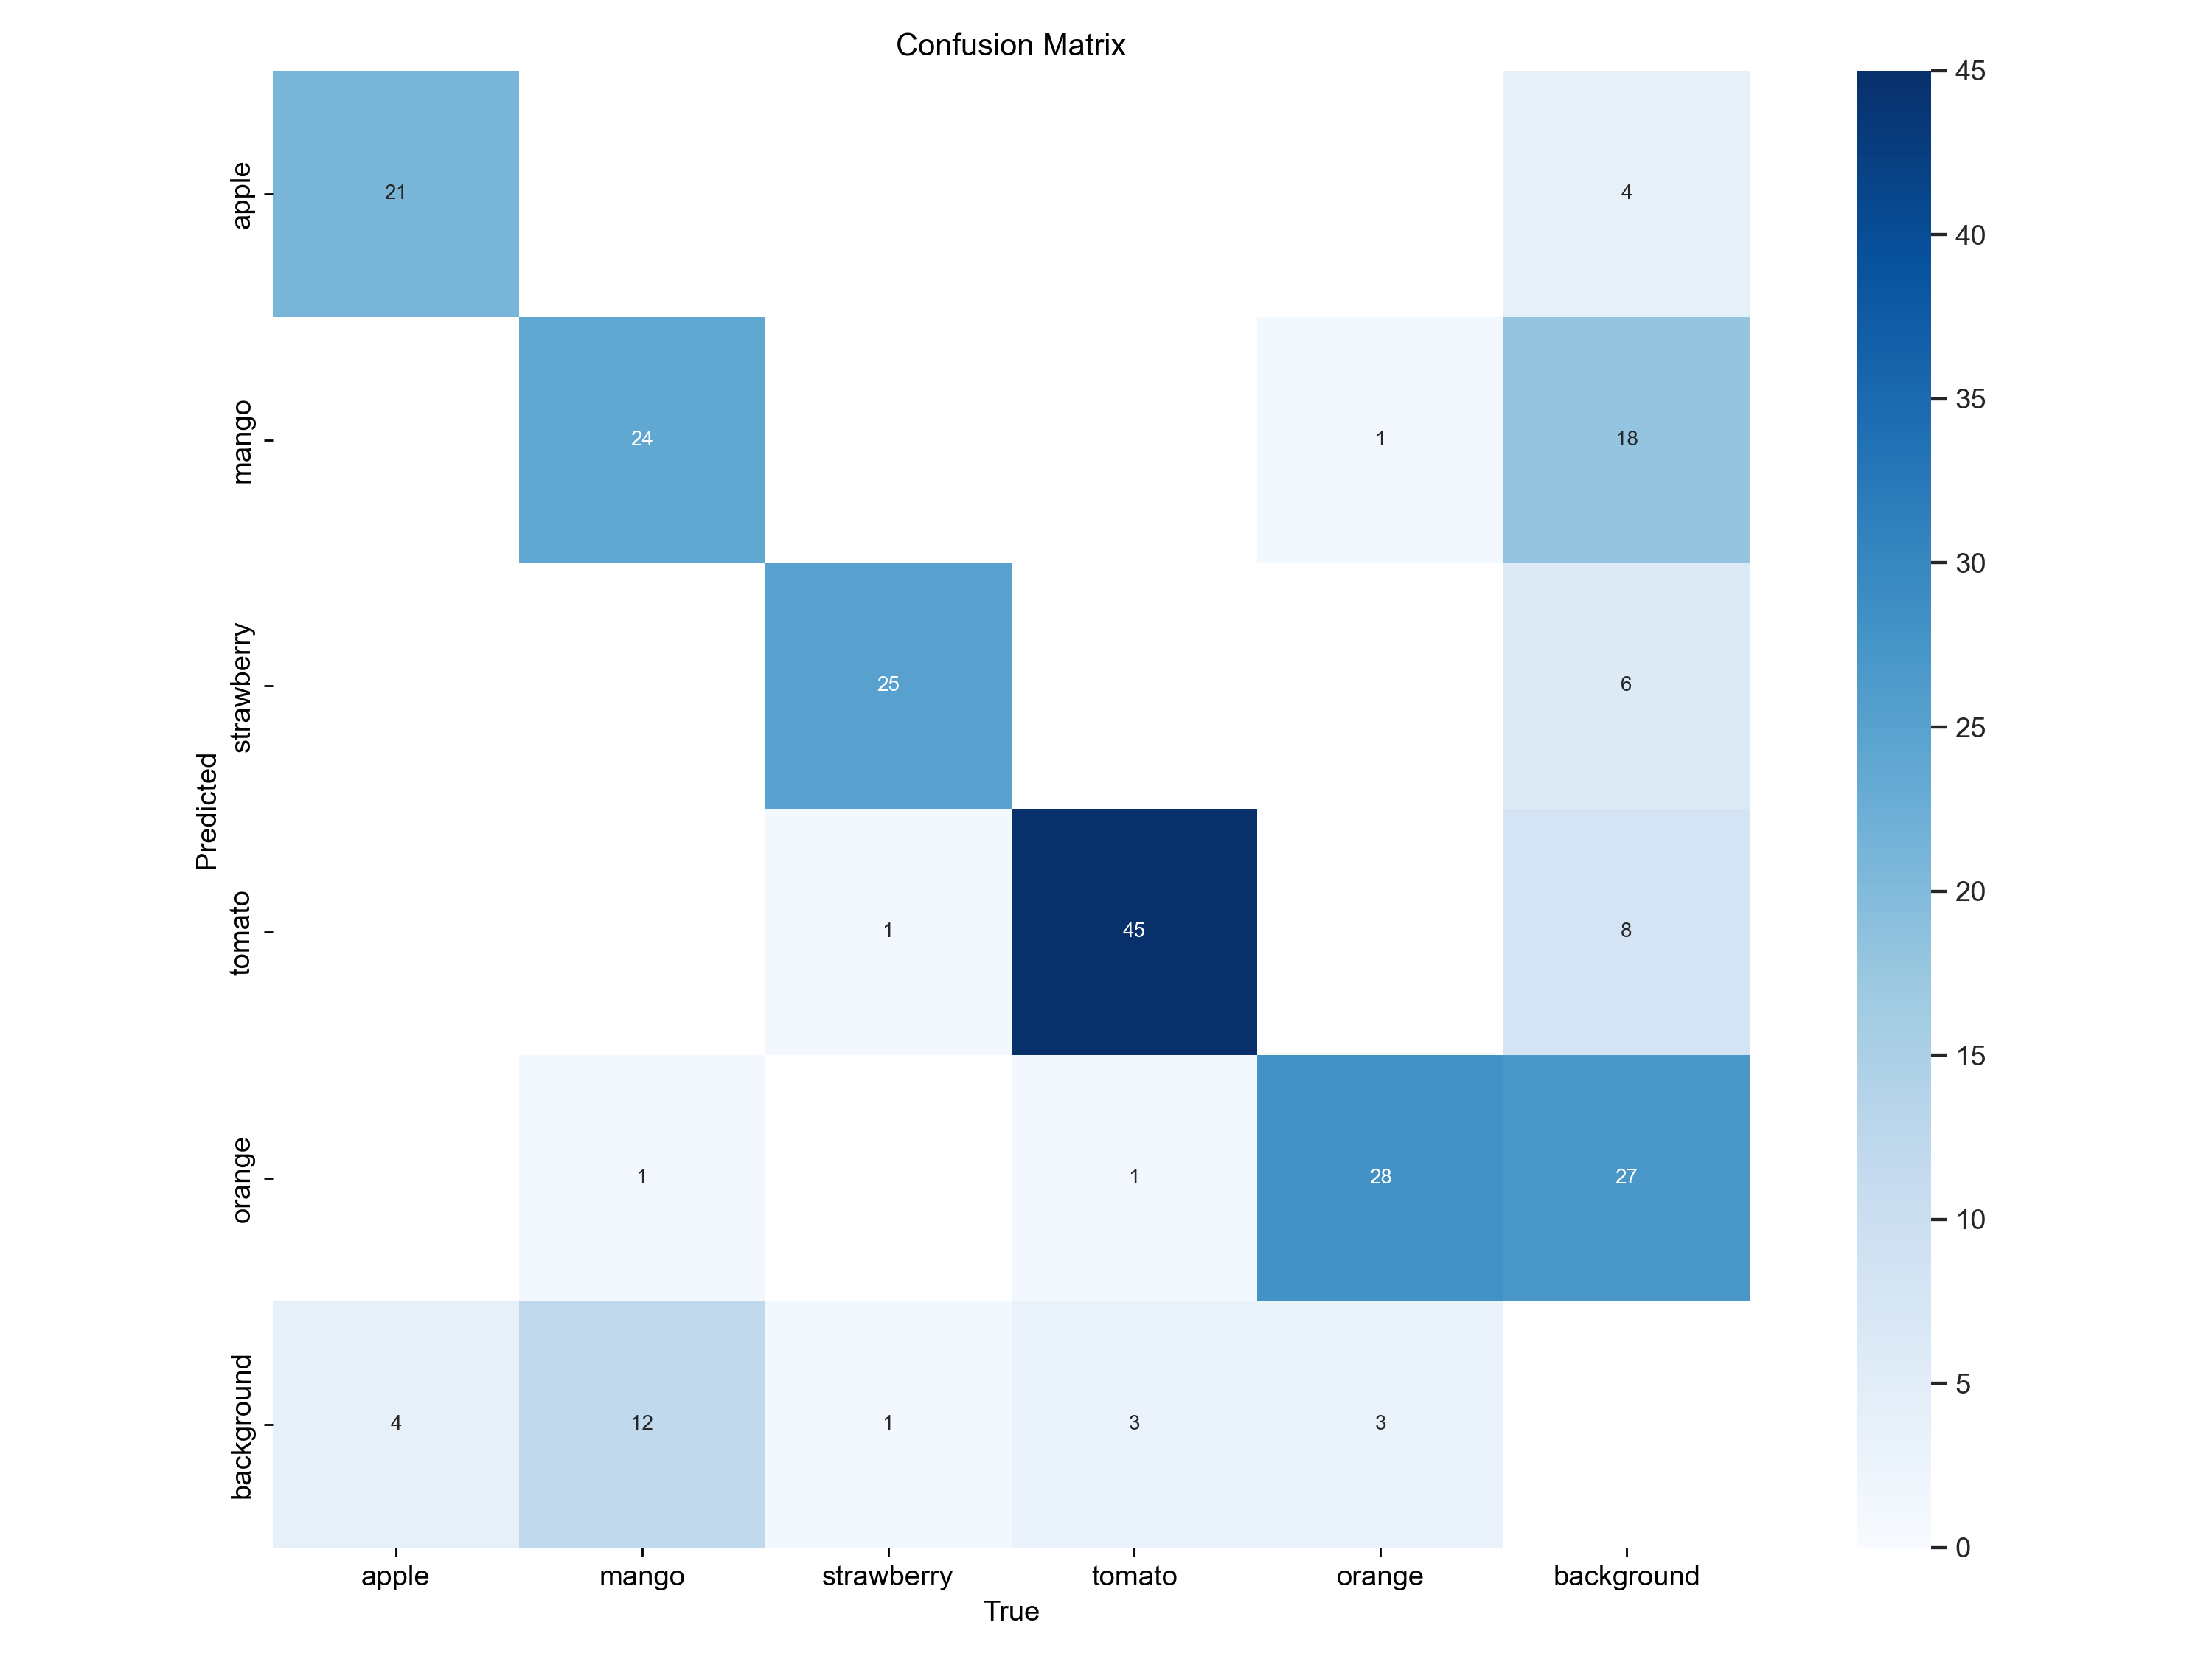 Confusion Matrix
45
apple
21
4
40
mango
24
1
18
35
30
strawberry
25
6
25
Predicted
20
tomato
1
45
8
15
orange
1
1
28
27
10
background
4
12
1
3
3
5
0
apple mango strawberry tomato orange background
True